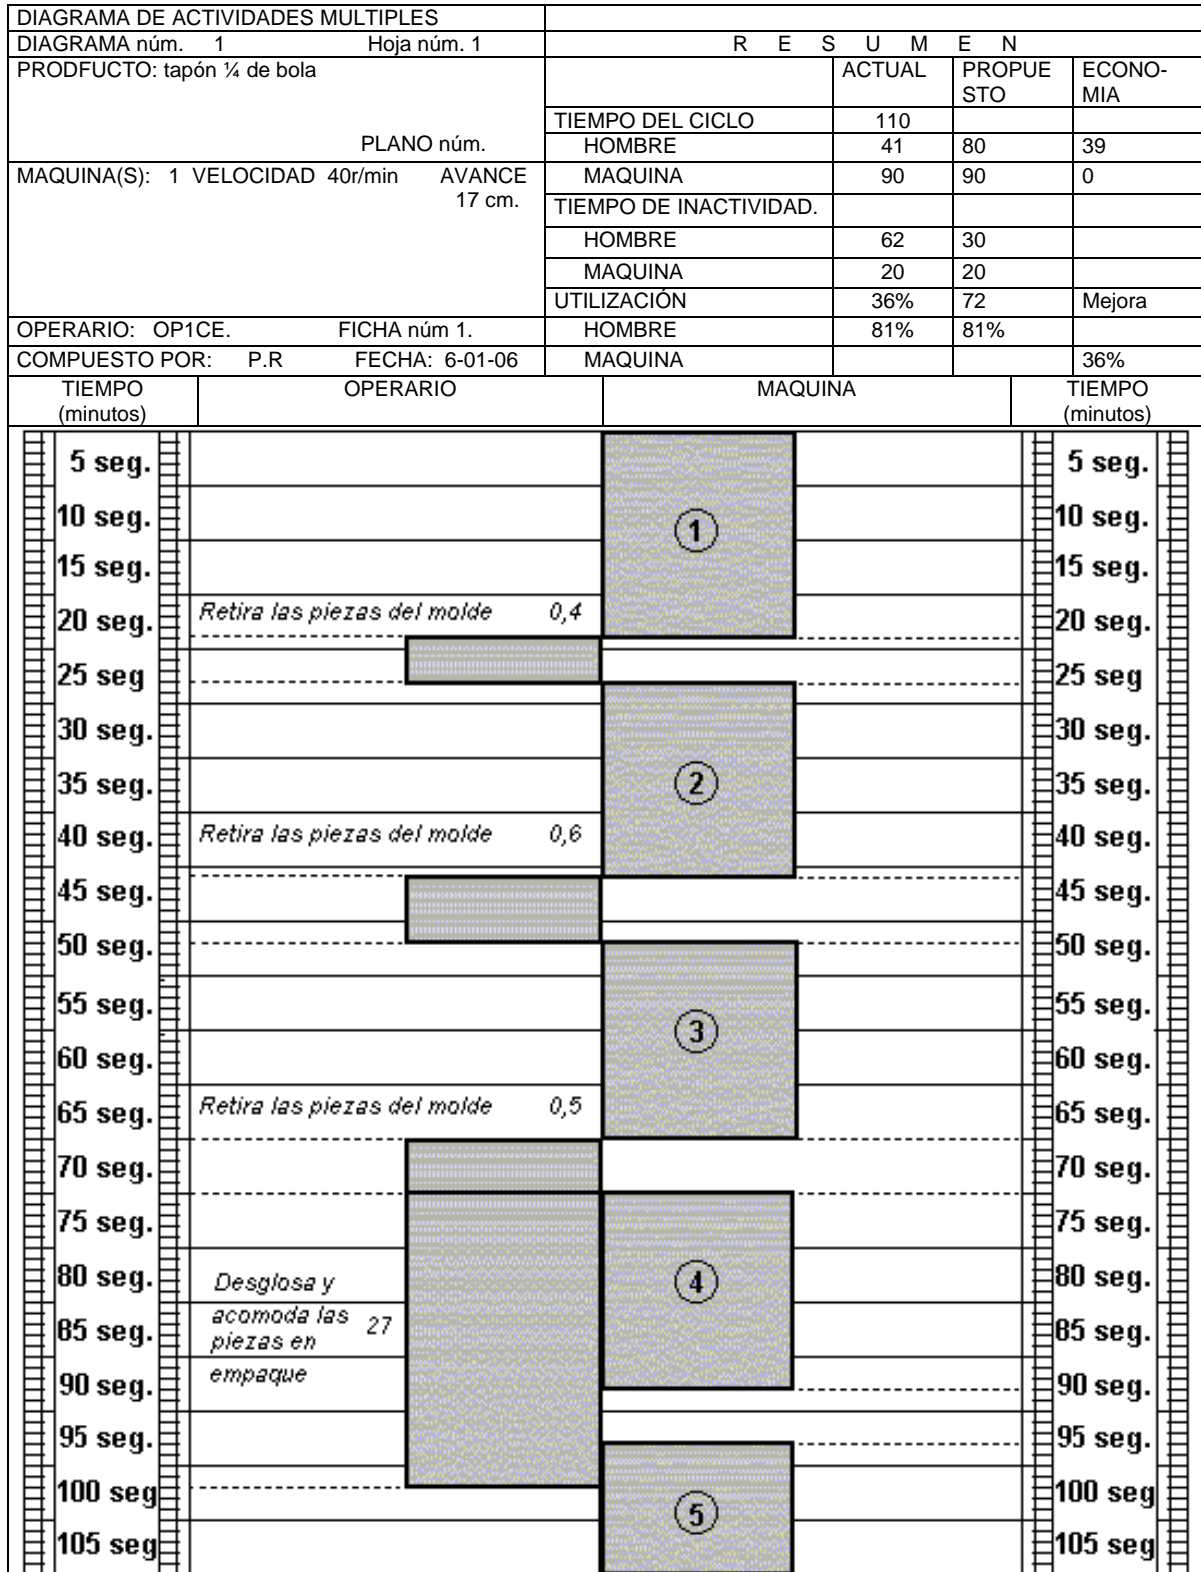 DIAGRAMA DE ACTIVIDADES MULTIPLES
DIAGRAMA núm. 1 Hoja núm. 1 R E S U M E N
PRODFUCTO: tapón ¼ de bola ACTUAL PROPUE ECONO-
STO MIA
TIEMPO DEL CICLO 110
PLANO núm. HOMBRE 41 80 39
MAQUINA(S): 1 VELOCIDAD 40r/min AVANCE MAQUINA 90 90 0
17 cm. TIEMPO DE INACTIVIDAD.
HOMBRE 62 30
MAQUINA 20 20
UTILIZACIÓN 36% 72 Mejora
OPERARIO: OP1CE. FICHA núm 1. HOMBRE 81% 81%
COMPUESTO POR: P.R FECHA: 6-01-06 MAQUINA 36%
TIEMPO OPERARIO MAQUINA TIEMPO
(minutos) (minutos)
5 seg. 5 seg.
10 seg. 1 10 seg.
15 seg. 15 seg.
20 seg. Retira las piezas del molde 0,4 20 seg.
25 seg 25 seg
30 seg. 30 seg.
35 seg. 2 35 seg.
40 seg. Retira las piezas del molde 0,6 40 seg.
45 seg. 45 seg.
50 seg. 50 seg.
55 seg. 55 seg.
3
60 seg. 60 seg.
65 seg. Retira las piezas del molde 0,5 65 seg.
70 seg. 70 seg.
75 seg. 75 seg.
80 seg. Desglosa y 4 80 seg.
acomoda las 27
85 seg. piezas en 85 seg.
90 seg. empaque 90 seg.
95 seg. 95 seg.
100 seg 5 100 seg
105 seg 105 seg